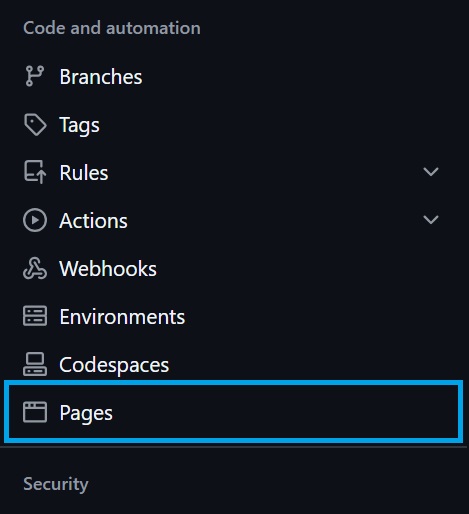 Code and automation
Branches
Tags
Rules
Actions
Webhooks
Environments
Codespaces
Pages
Security